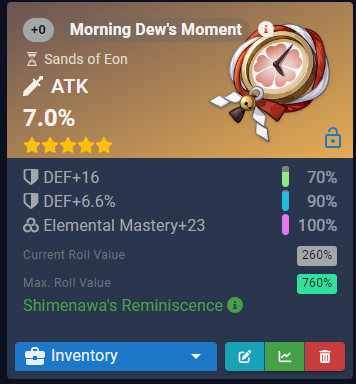 +0 Morning Dew's Moment
Sands of Eon
ATK
7.0%
DEF+16 70%
DEF+6.6% 90%
Elemental Mastery+23 100%
Current Roll Value 260%
Max. Roll Value 760%
Shimenawa's Reminiscence
Inventory